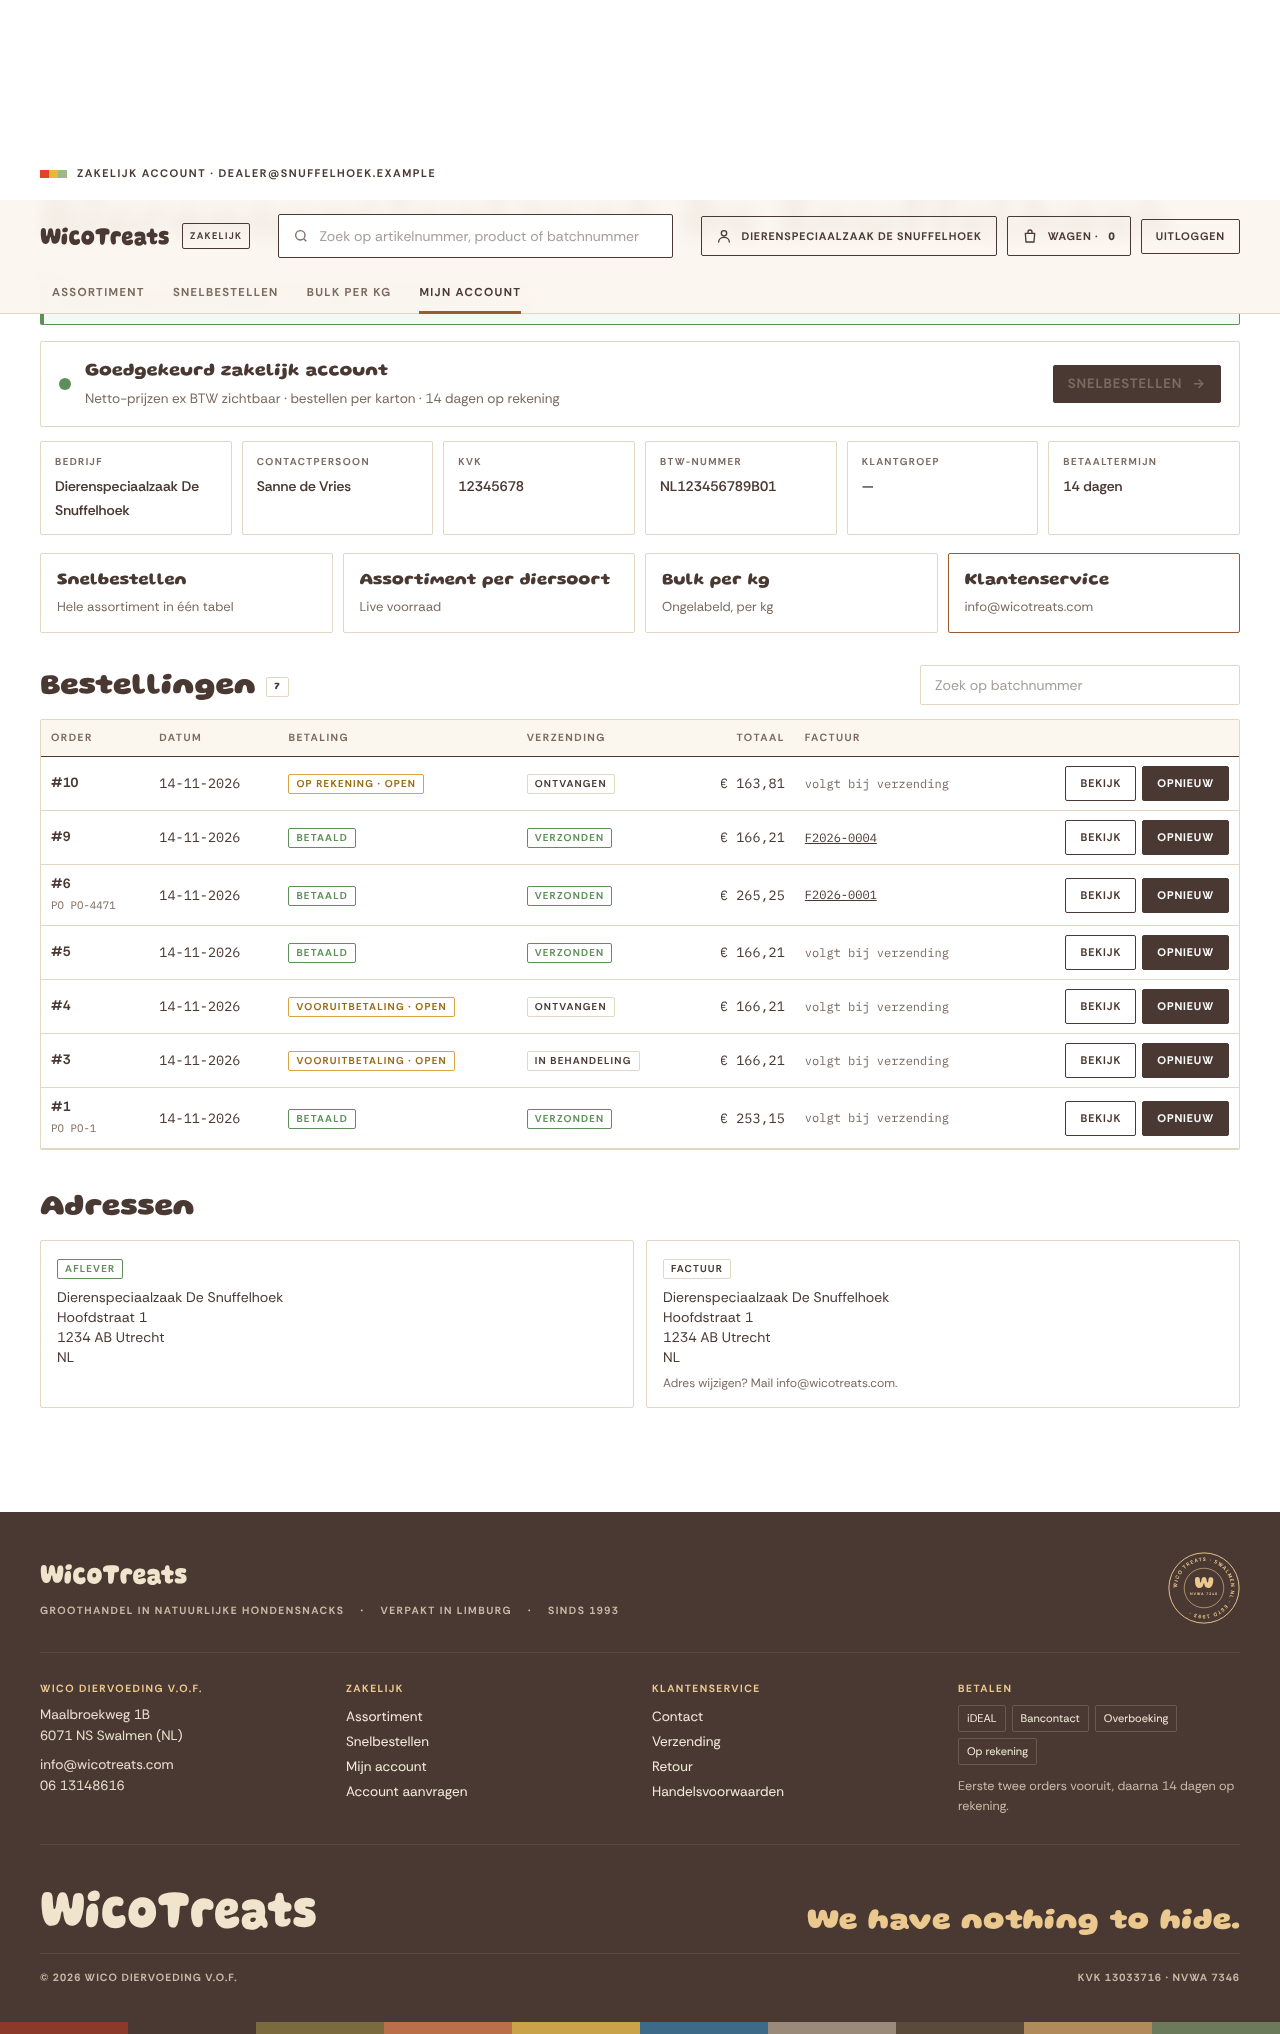 ZAKELIJK ACCOUNT · DEALER@SNUFFELHOEK.EXAMPLE
WicoTreats ZAKELIJK Zoek op artikelnummer, product of batchnummer DIERENSPECIAALZAAK DE SNUFFELHOEK WAGEN · 0 UITLOGGEN
ASSORTIMENT SNELBESTELLEN BULK PER KG MIJN ACCOUNT
Goedgekeurd zakelijk account
Netto-prijzen ex BTW zichtbaar · bestellen per karton · 14 dagen op rekening
SNELBESTELLEN →
BEDRIJF CONTACTPERSOON KVK BTW-NUMMER KLANTGROEP BETAALTERMIJN
Dierenspeciaalzaak De Sanne de Vries 12345678 NL123456789B01 — 14 dagen
Snuffelhoek
Snelbestellen Assortiment per diersoort Bulk per kg Klantenservice
Hele assortiment in één tabel Live voorraad Ongelabeld, per kg info@wicotreats.com
Bestellingen 7 Zoek op batchnummer
ORDER DATUM BETALING VERZENDING TOTAAL FACTUUR
#10 14-11-2026 OP REKENING · OPEN ONTVANGEN € 163,81 volgt bij verzending BEKIJK OPNIEUW
#9 14-11-2026 BETAALD VERZONDEN € 166,21 F2026-0004 BEKIJK OPNIEUW
#6 14-11-2026 BETAALD VERZONDEN € 265,25 F2026-0001 BEKIJK OPNIEUW
PO PO-4471
#5 14-11-2026 BETAALD VERZONDEN € 166,21 volgt bij verzending BEKIJK OPNIEUW
#4 14-11-2026 VOORUITBETALING · OPEN ONTVANGEN € 166,21 volgt bij verzending BEKIJK OPNIEUW
#3 14-11-2026 VOORUITBETALING · OPEN IN BEHANDELING € 166,21 volgt bij verzending BEKIJK OPNIEUW
#1 14-11-2026 BETAALD VERZONDEN € 253,15 volgt bij verzending BEKIJK OPNIEUW
PO PO-1
Adressen
AFLEVER
Dierenspeciaalzaak De Snuffelhoek
Hoofdstraat 1
1234 AB Utrecht
NL
FACTUUR
Dierenspeciaalzaak De Snuffelhoek
Hoofdstraat 1
1234 AB Utrecht
NL
Adres wijzigen? Mail info@wicotreats.com.
WicoTreats
GROOTHANDEL IN NATUURLIJKE HONDENSNACKS · VERPAKT IN LIMBURG · SINDS 1993
WICO TREATS · SWALMEN NL · ESTD 1993 ·
W
NVWA 7346
WICO DIERVOEDING V.O.F.
Maalbroekweg 1B
6071 NS Swalmen (NL)
info@wicotreats.com
06 13148616
ZAKELIJK
Assortiment
Snelbestellen
Mijn account
Account aanvragen
KLANTENSERVICE
Contact
Verzending
Retour
Handelsvoorwaarden
BETALEN
iDEAL Bancontact Overboeking
Op rekening
Eerste twee orders vooruit, daarna 14 dagen op
rekening.
WicoTreats We have nothing to hide.
© 2026 WICO DIERVOEDING V.O.F. KVK 13033716 · NVWA 7346